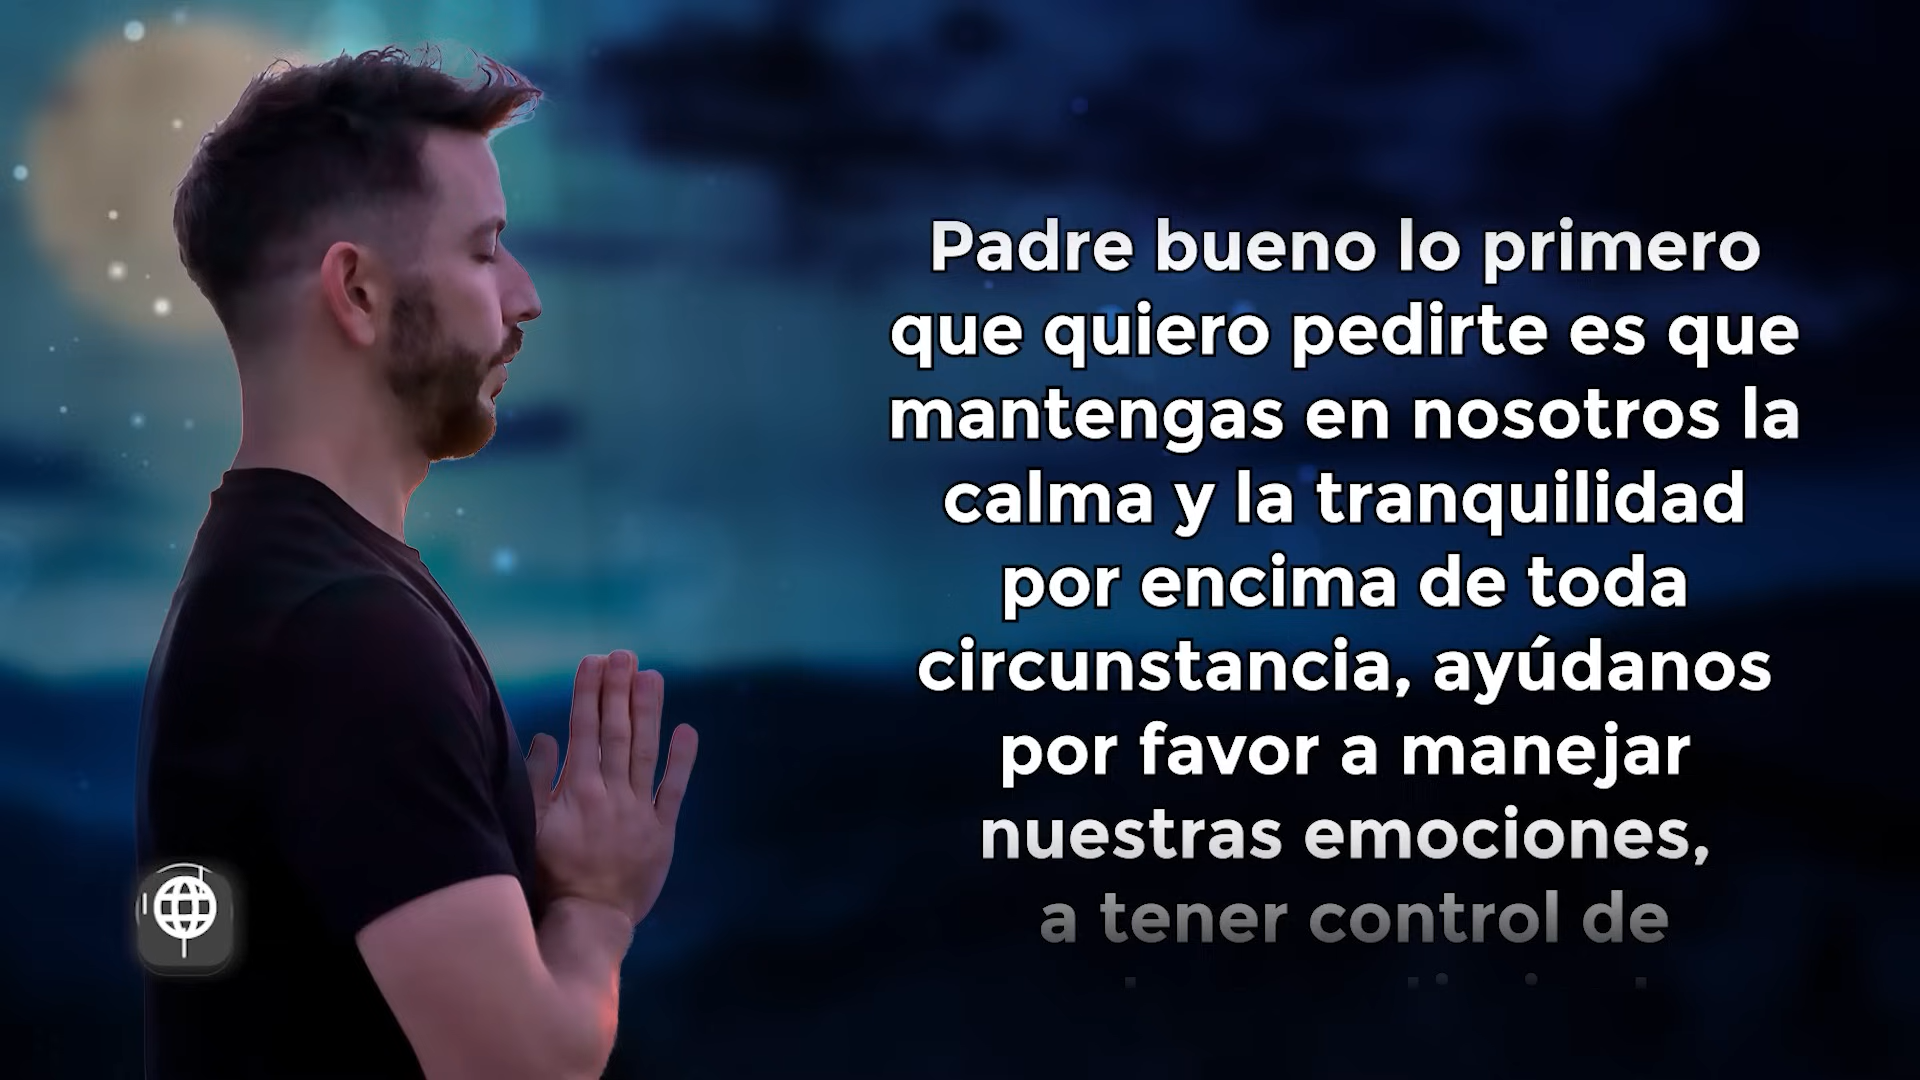 Padre bueno lo primero
que quiero pedirte es que
mantengas en nosotros la
calma y la tranquilidad
por encima de toda
circunstancia, ayúdanos
por favor a manejar
nuestras emociones,
a tener control de